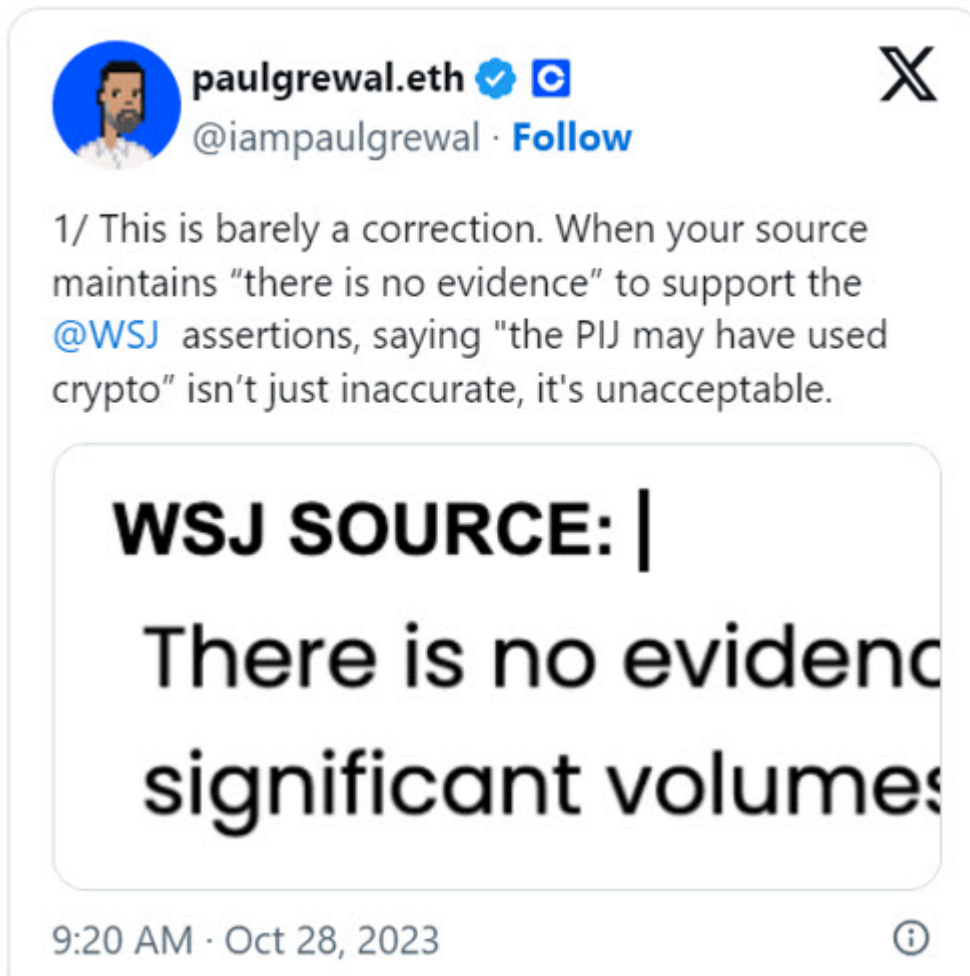 paulgrewal.eth
@iampaulgrewal · Follow
1/ This is barely a correction. When your source
maintains “there is no evidence” to support the
@WSJ assertions, saying "the PIJ may have used
crypto” isn’t just inaccurate, it's unacceptable.
WSJ SOURCE: |
There is no evidenc
significant volumes
9:20 AM · Oct 28, 2023